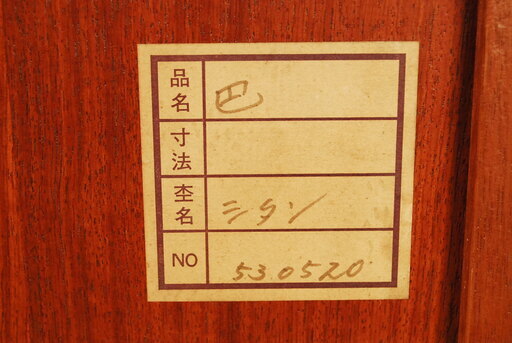 品名 巴
寸法
杢名 シタン
NO 530520